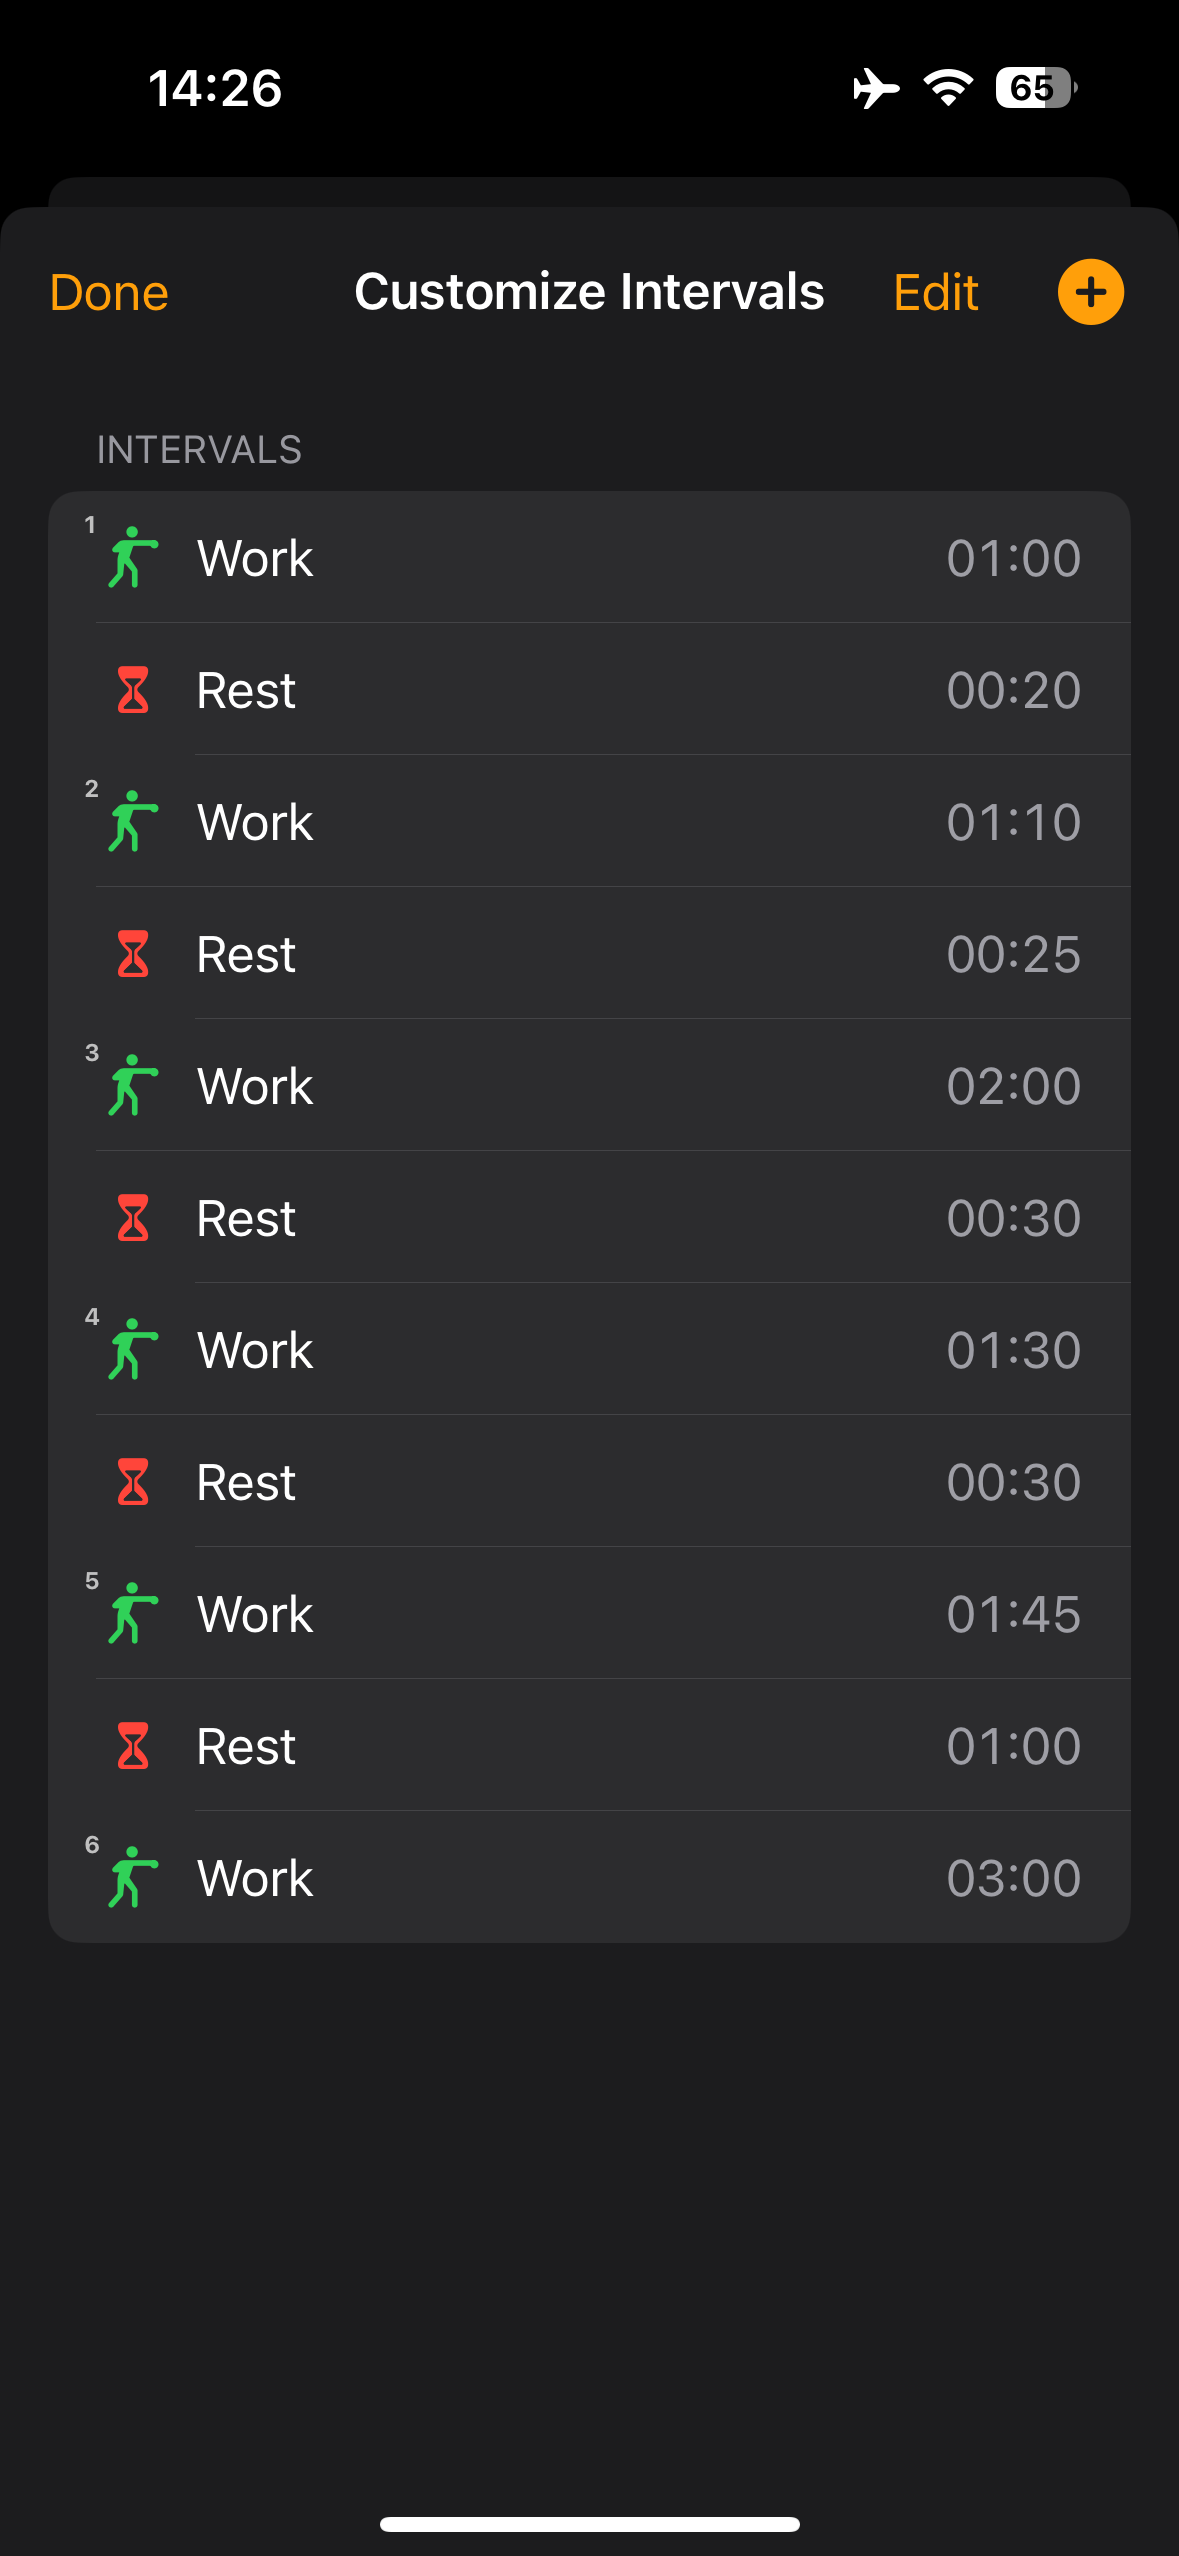 14:26 65
Done Customize Intervals Edit
INTERVALS
1 Work 01:00
Rest 00:20
2 Work 01:10
Rest 00:25
3 Work 02:00
Rest 00:30
4 Work 01:30
Rest 00:30
5 Work 01:45
Rest 01:00
6 Work 03:00